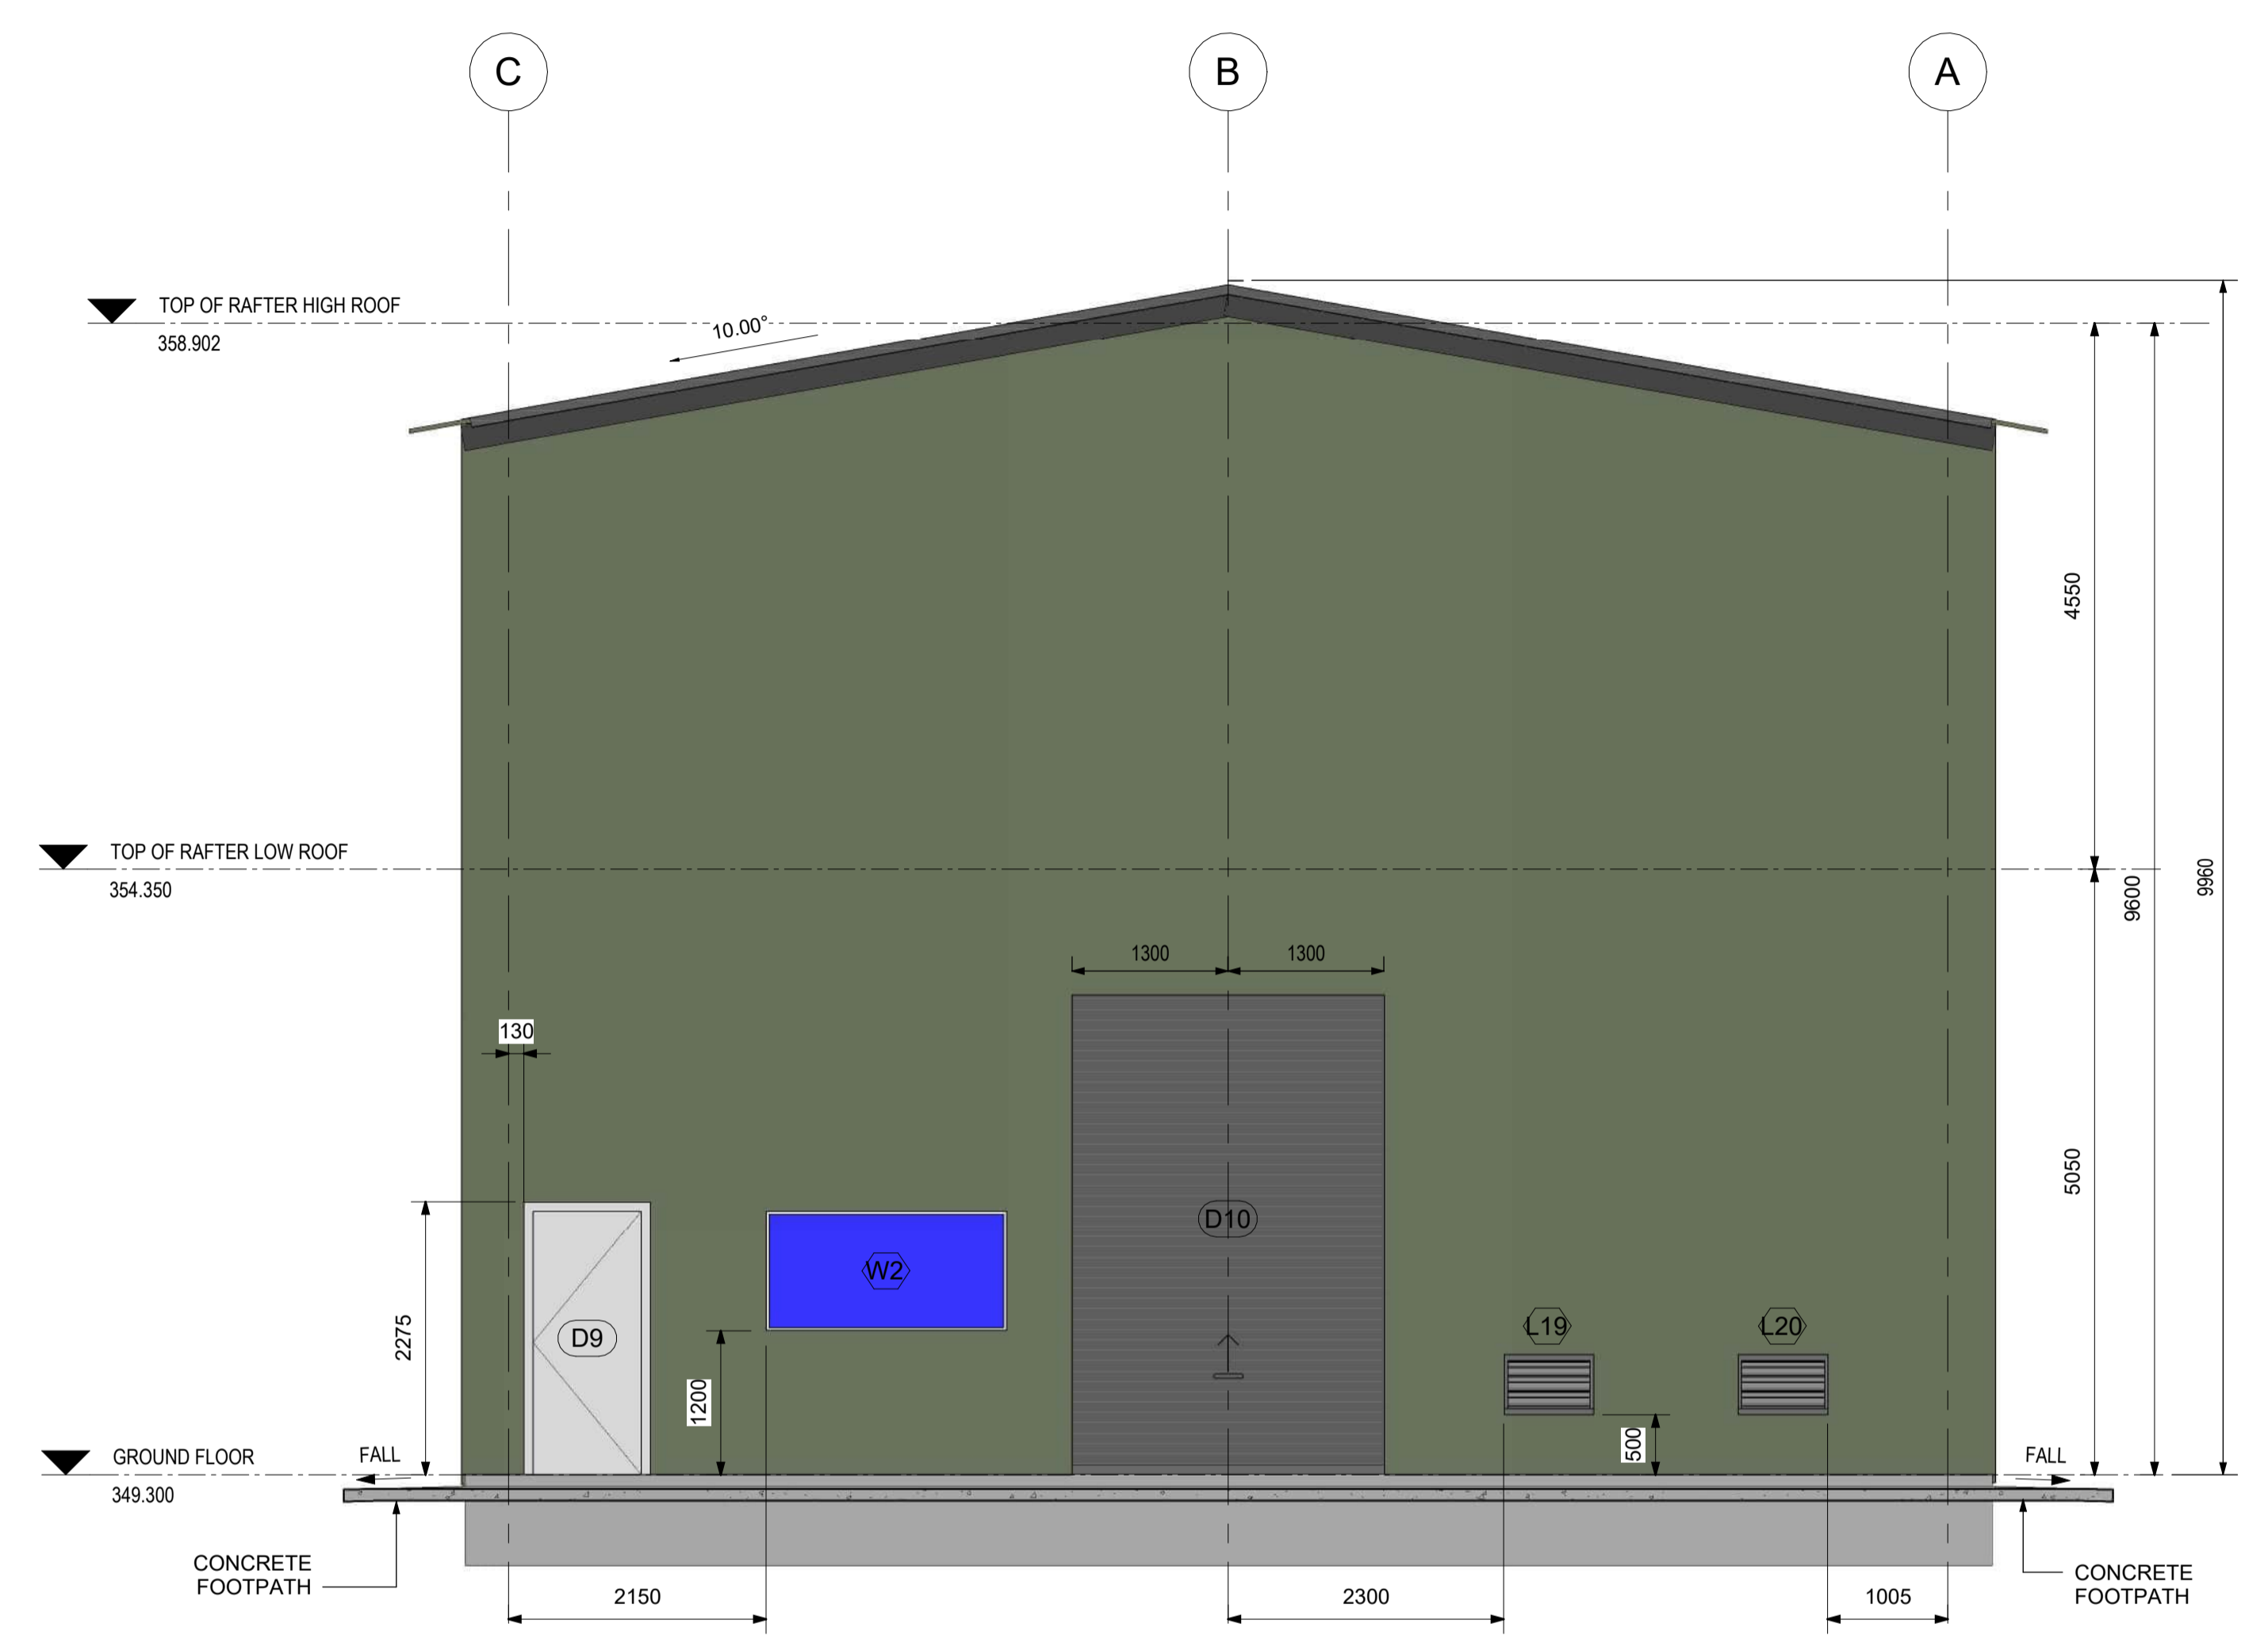 C
B
A
TOP OF RAFTER HIGH ROOF
358.902
10.00°
4550
TOP OF RAFTER LOW ROOF
354.350
9600
9960
1300
1300
130
5050
D10
W2
D9
L19
L20
2275
1200
500
GROUND FLOOR
349.300
FALL
FALL
CONCRETE
FOOTPATH
CONCRETE
FOOTPATH
2150
2300
1005